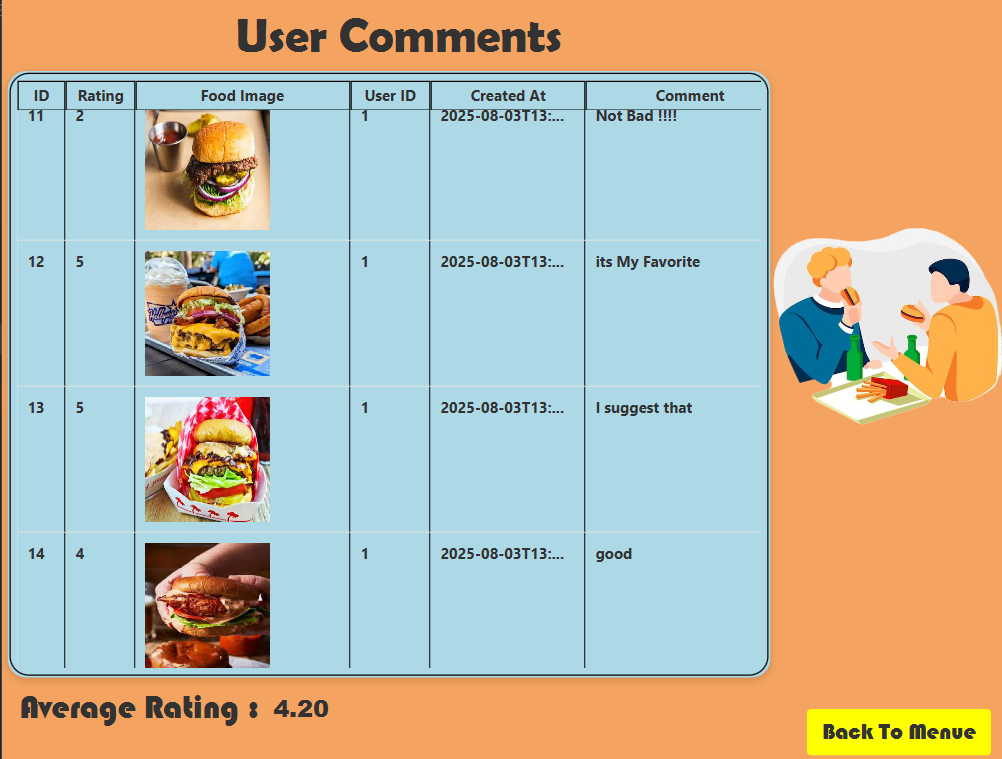 User Comments
ID Rating Food Image User ID Created At Comment
11 2 1 2025-08-03T13:... Not Bad !!!!
12 5 1 2025-08-03T13:... its My Favorite
13 5 1 2025-08-03T13:... I suggest that
14 4 1 2025-08-03T13:... good
Average Rating : 4.20
Back To Menue